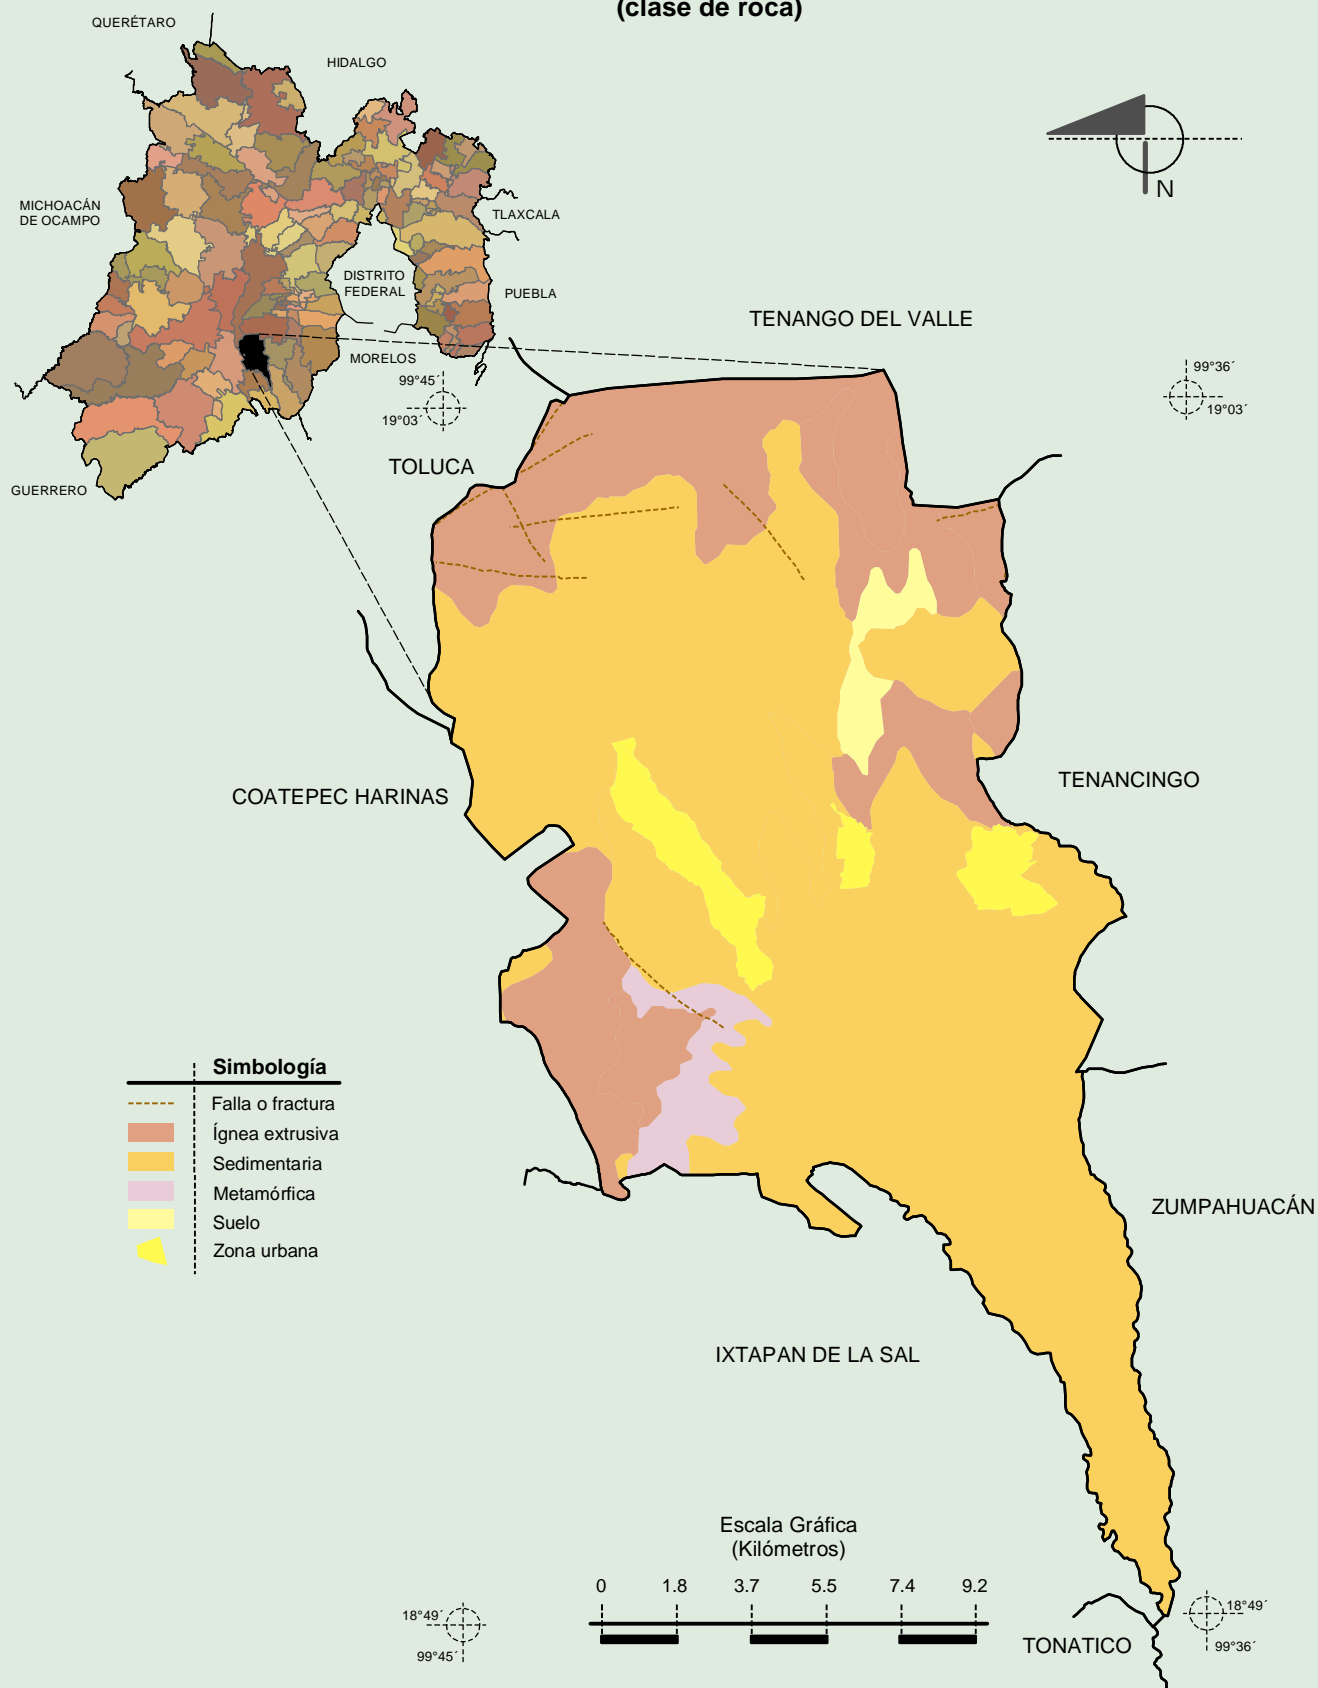 (clase de roca)
QUERÉTARO
HIDALGO
MICHOACÁN
DE OCAMPO
TLAXCALA
DISTRITO
FEDERAL
PUEBLA
MORELOS
GUERRERO
N
TENANGO DEL VALLE
99°45´
19°03´
99°36´
19°03´
TOLUCA
COATEPEC HARINAS
TENANCINGO
Simbología
Falla o fractura
Ígnea extrusiva
Sedimentaria
Metamórfica
Suelo
Zona urbana
ZUMPAHUACÁN
IXTAPAN DE LA SAL
Escala Gráfica
(Kilómetros)
0 1.8 3.7 5.5 7.4 9.2
18°49´
99°45´
18°49´
99°36´
TONATICO